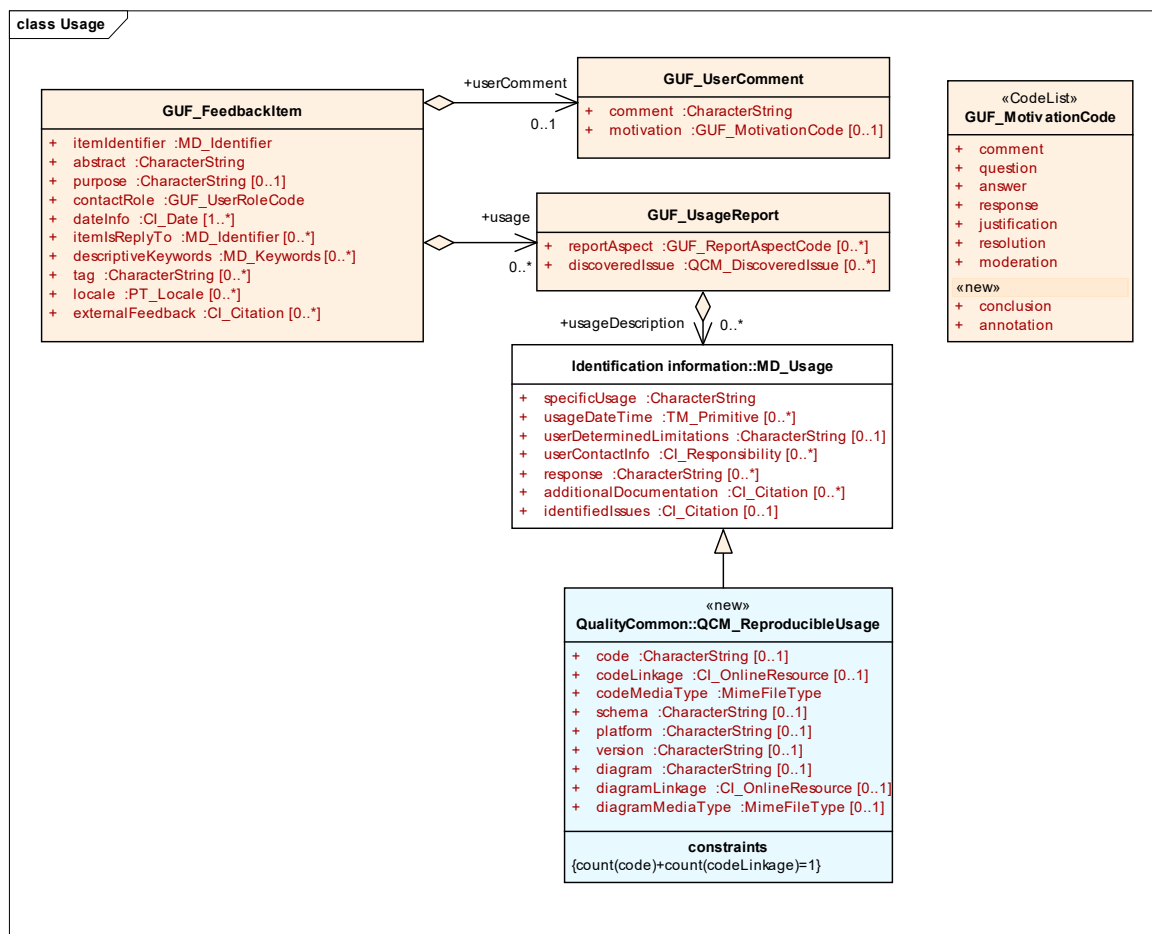 class Usage
GUF_FeedbackItem
+ itemIdentifier :MD_Identifier
+ abstract :CharacterString
+ purpose :CharacterString [0..1]
+ contactRole :GUF_UserRoleCode
+ dateInfo :CI_Date [1..*]
+ itemIsReplyTo :MD_Identifier [0..*]
+ descriptiveKeywords :MD_Keywords [0..*]
+ tag :CharacterString [0..*]
+ locale :PT_Locale [0..*]
+ externalFeedback :CI_Citation [0..*]
+userComment
0..1
GUF_UserComment
+ comment :CharacterString
+ motivation :GUF_MotivationCode [0..1]
«CodeList»
GUF_MotivationCode
+ comment
+ question
+ answer
+ response
+ justification
+ resolution
+ moderation
«new»
+ conclusion
+ annotation
+usage
0..*
GUF_UsageReport
+ reportAspect :GUF_ReportAspectCode [0..*]
+ discoveredIssue :QCM_DiscoveredIssue [0..*]
+usageDescription
0..*
Identification information::MD_Usage
+ specificUsage :CharacterString
+ usageDateTime :TM_Primitive [0..*]
+ userDeterminedLimitations :CharacterString [0..1]
+ userContactInfo :CI_Responsibility [0..*]
+ response :CharacterString [0..*]
+ additionalDocumentation :CI_Citation [0..*]
+ identifiedIssues :CI_Citation [0..1]
«new»
QualityCommon::QCM_ReproducibleUsage
+ code :CharacterString [0..1]
+ codeLinkage :CI_OnlineResource [0..1]
+ codeMediaType :MimeFileType
+ schema :CharacterString [0..1]
+ platform :CharacterString [0..1]
+ version :CharacterString [0..1]
+ diagram :CharacterString [0..1]
+ diagramLinkage :CI_OnlineResource [0..1]
+ diagramMediaType :MimeFileType [0..1]
constraints
{count(code)+count(codeLinkage)=1}